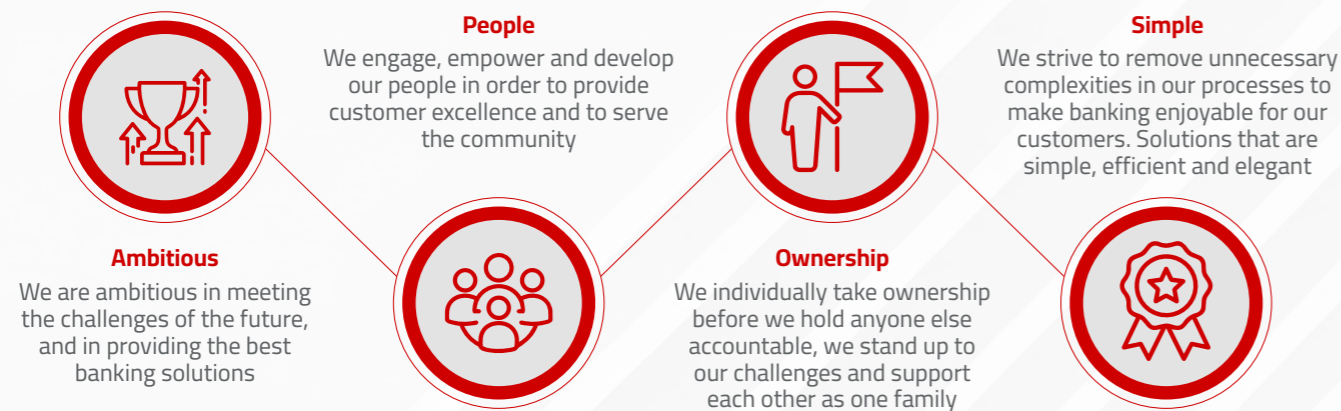 Ambitious
We are ambitious in meeting
the challenges of the future,
and in providing the best
banking solutions
People
We engage, empower and develop
our people in order to provide
customer excellence and to serve
the community
Ownership
We individually take ownership
before we hold anyone else
accountable, we stand up to
our challenges and support
each other as one family
Simple
We strive to remove unnecessary
complexities in our processes to
make banking enjoyable for our
customers. Solutions that are
simple, efficient and elegant